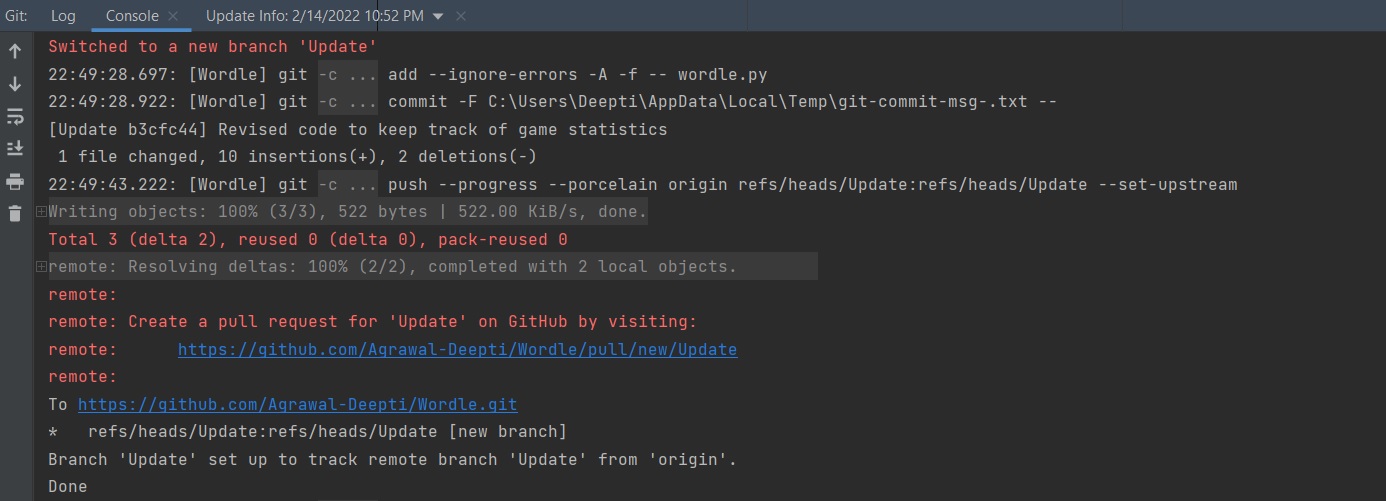 Git: Log Console Update Info: 2/14/2022 10:52 PM
Switched to a new branch 'Update'
22:49:28.697: [Wordle] git -c ... add --ignore-errors -A -f -- wordle.py
22:49:28.922: [Wordle] git -c ... commit -F C:\Users\Deepti\AppData\Local\Temp\git-commit-msg-.txt --
[Update b3cfc44] Revised code to keep track of game statistics
 1 file changed, 10 insertions(+), 2 deletions(-)
22:49:43.222: [Wordle] git -c ... push --progress --porcelain origin refs/heads/Update:refs/heads/Update --set-upstream
Writing objects: 100% (3/3), 522 bytes | 522.00 KiB/s, done.
Total 3 (delta 2), reused 0 (delta 0), pack-reused 0
remote: Resolving deltas: 100% (2/2), completed with 2 local objects.
remote:
remote: Create a pull request for 'Update' on GitHub by visiting:
remote:      https://github.com/Agrawal-Deepti/Wordle/pull/new/Update
remote:
To https://github.com/Agrawal-Deepti/Wordle.git
*   refs/heads/Update:refs/heads/Update [new branch]
Branch 'Update' set up to track remote branch 'Update' from 'origin'.
Done